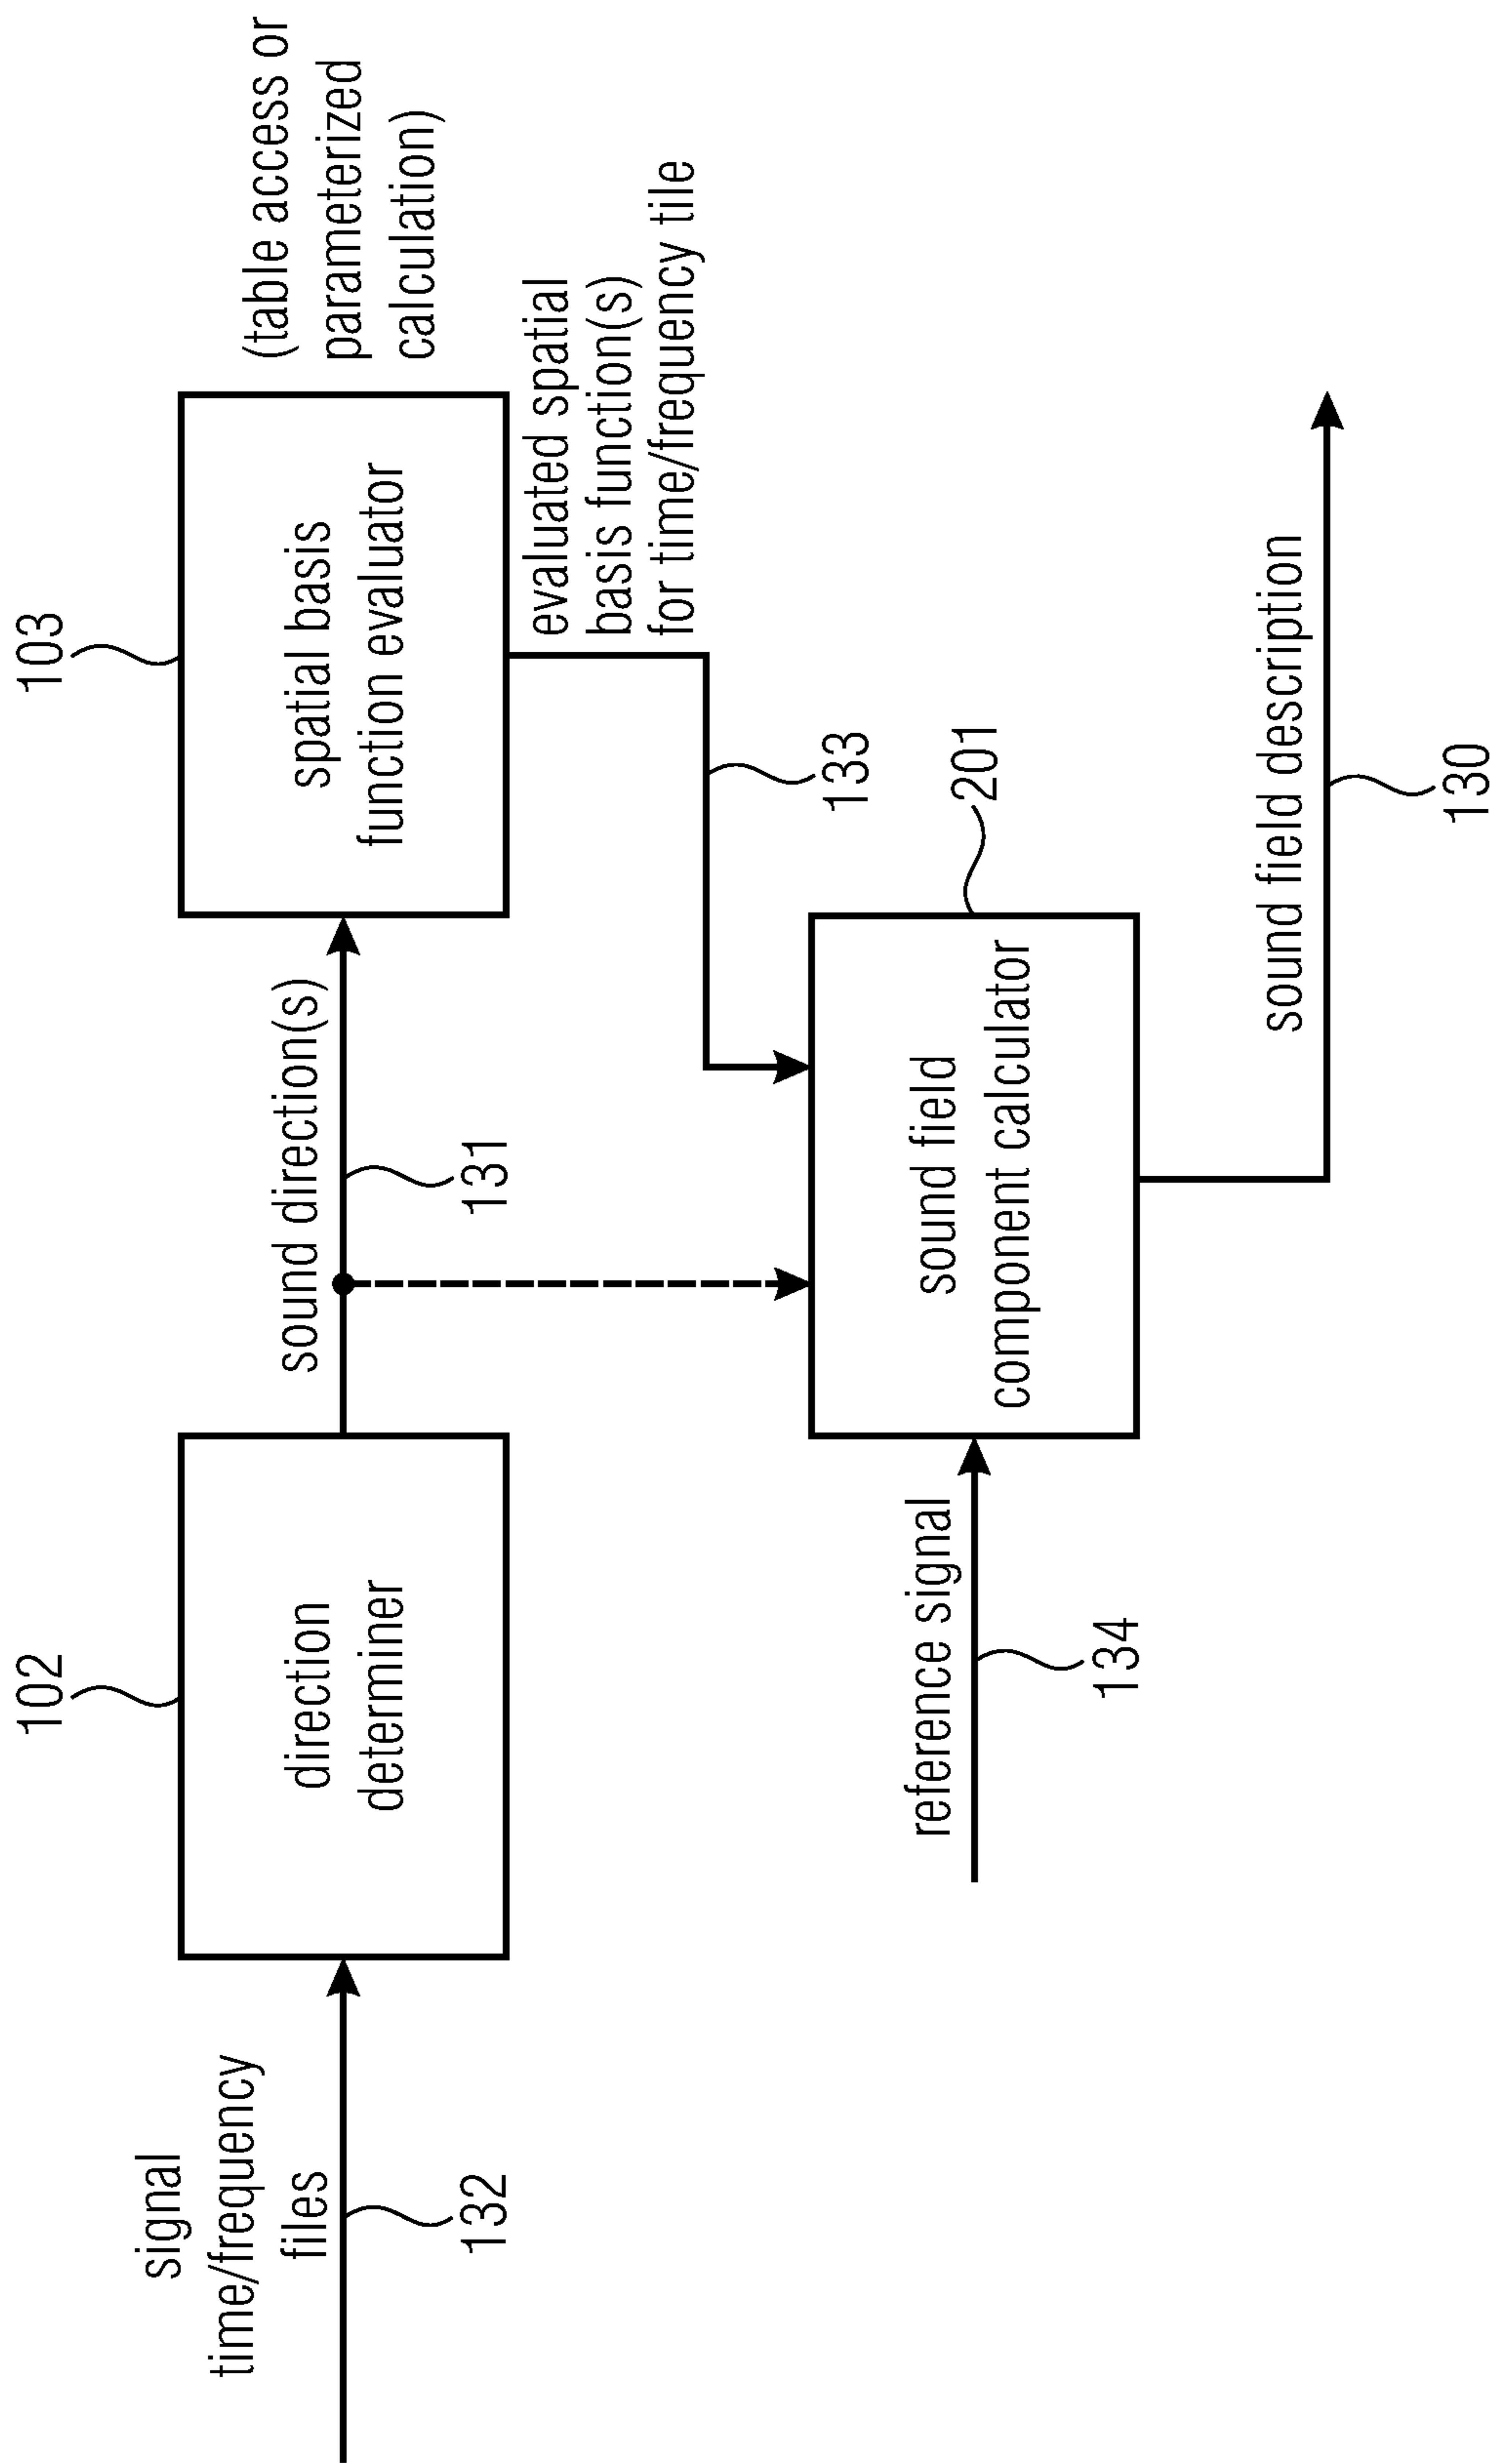 102
103
signal
time/frequency
files
132
direction
determiner
sound direction(s)
131
spatial basis
function evaluator
(table access or
parameterized
calculation)
evaluated spatial
basis function(s)
for time/frequency tile
133
reference signal
134
sound field
component calculator
201
sound field description
130